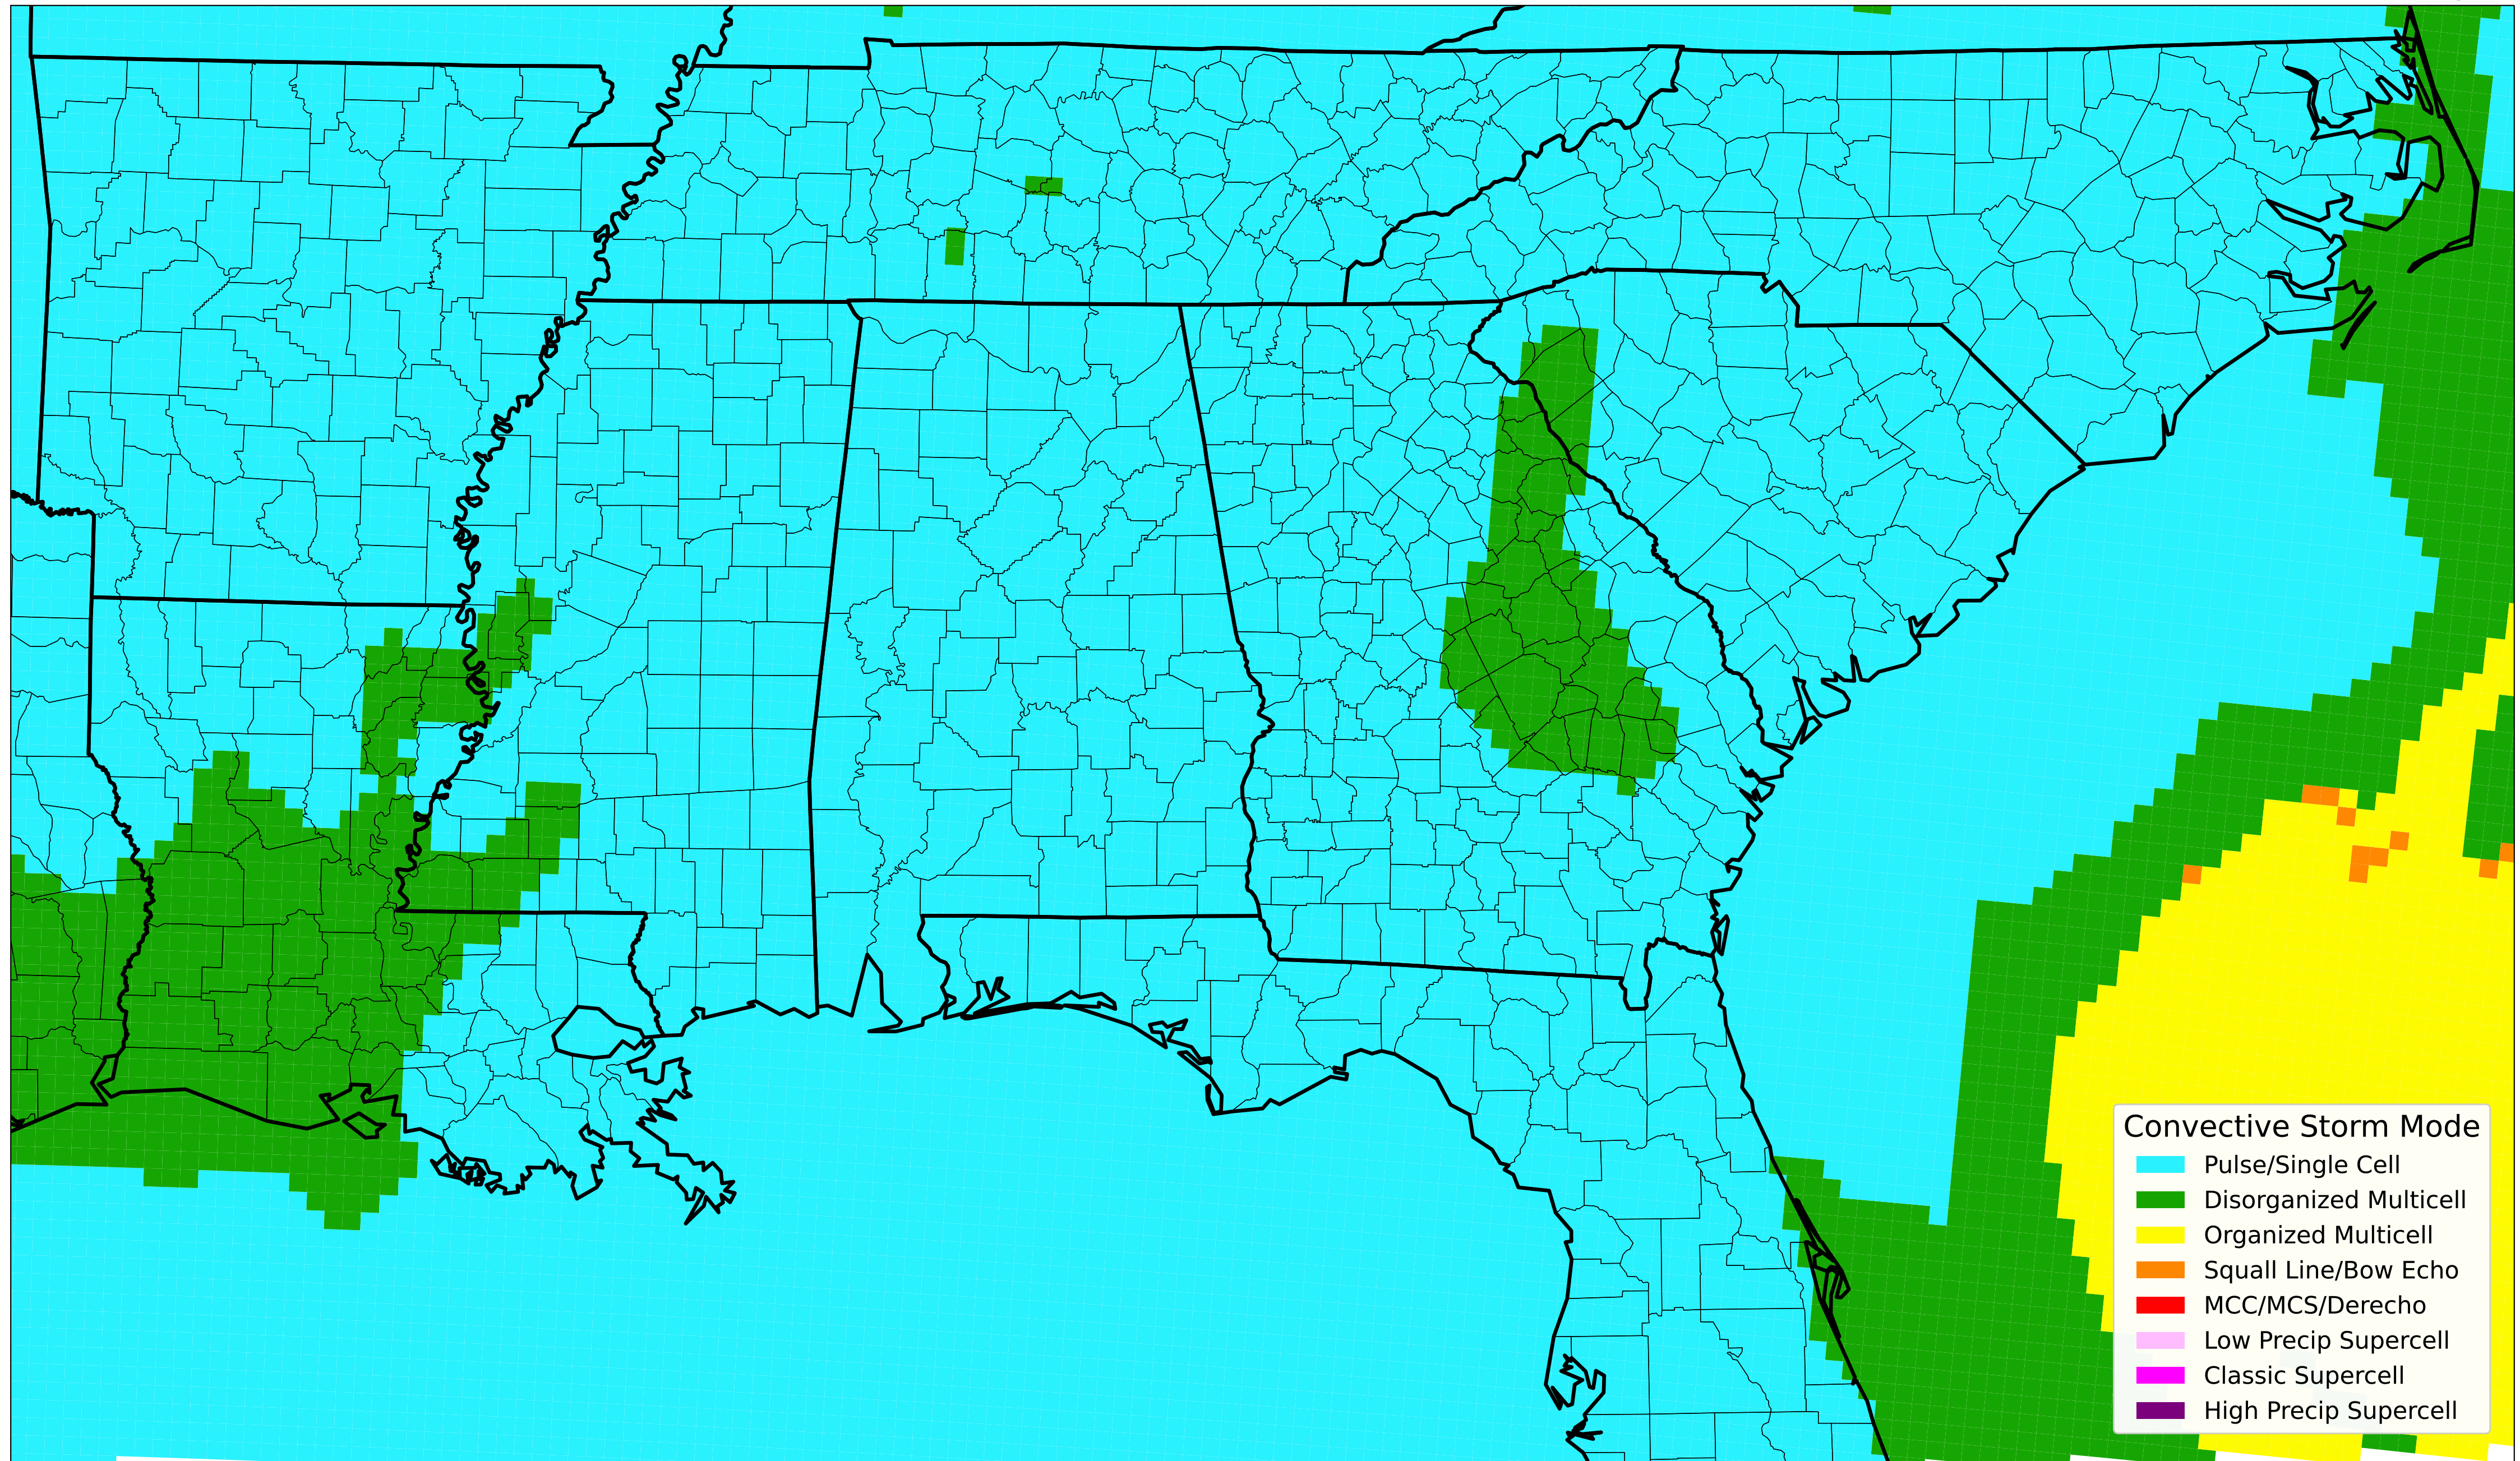 Convective Storm Mode
Pulse/Single Cell
Disorganized Multicell
Organized Multicell
Squall Line/Bow Echo
MCC/MCS/Derecho
Low Precip Supercell
Classic Supercell
High Precip Supercell